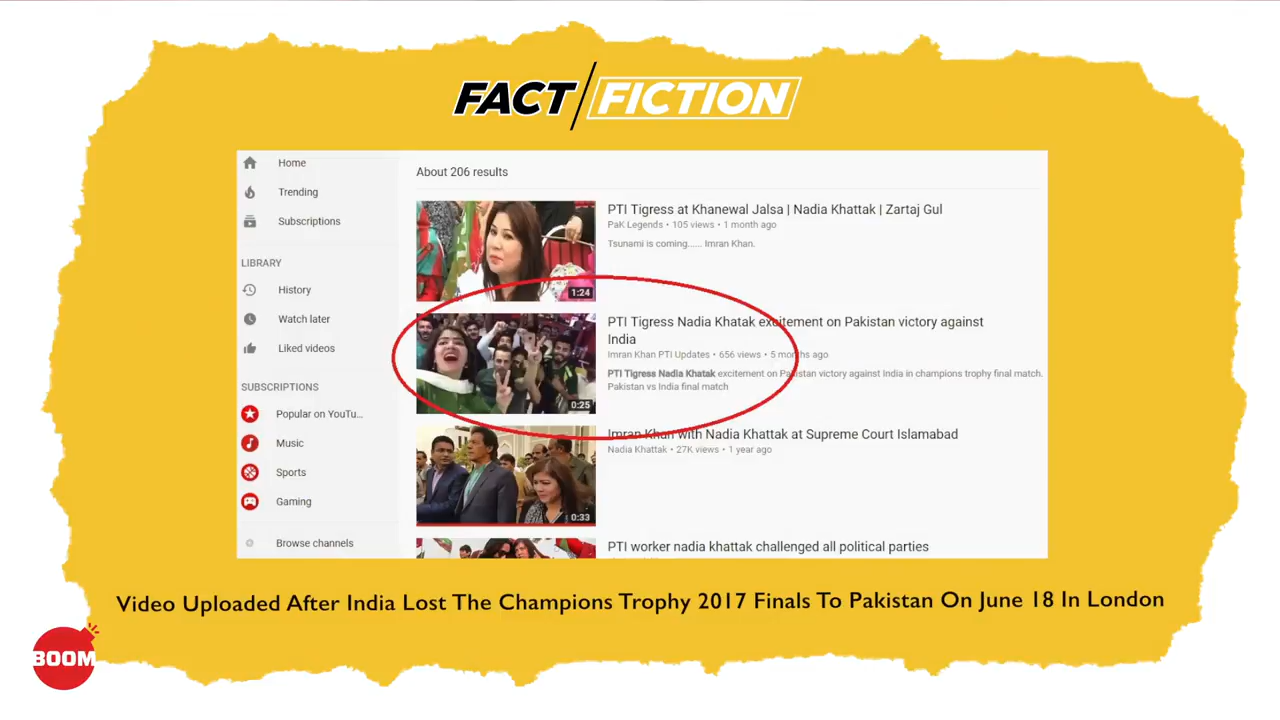 FACT/FICTION
Home
Trending
Subscriptions
LIBRARY
History
Watch later
Liked videos
SUBSCRIPTIONS
Popular on YouTu...
Music
Sports
Gaming
Browse channels
About 206 results
1:24
PTI Tigress at Khanewal Jalsa | Nadia Khattak | Zartaj Gul
PaK Legends • 105 views • 1 month ago
Tsunami is coming...... Imran Khan.
0:25
PTI Tigress Nadia Khatak excitement on Pakistan victory against
India
Imran Khan PTI Updates • 656 views • 5 months ago
PTI Tigress Nadia Khatak excitement on Pakistan victory against India in champions trophy final match.
Pakistan vs India final match
0:33
Imran Khan with Nadia Khattak at Supreme Court Islamabad
Nadia Khattak • 27K views • 1 year ago
PTI worker nadia khattak challenged all political parties
Video Uploaded After India Lost The Champions Trophy 2017 Finals To Pakistan On June 18 In London
BOOM